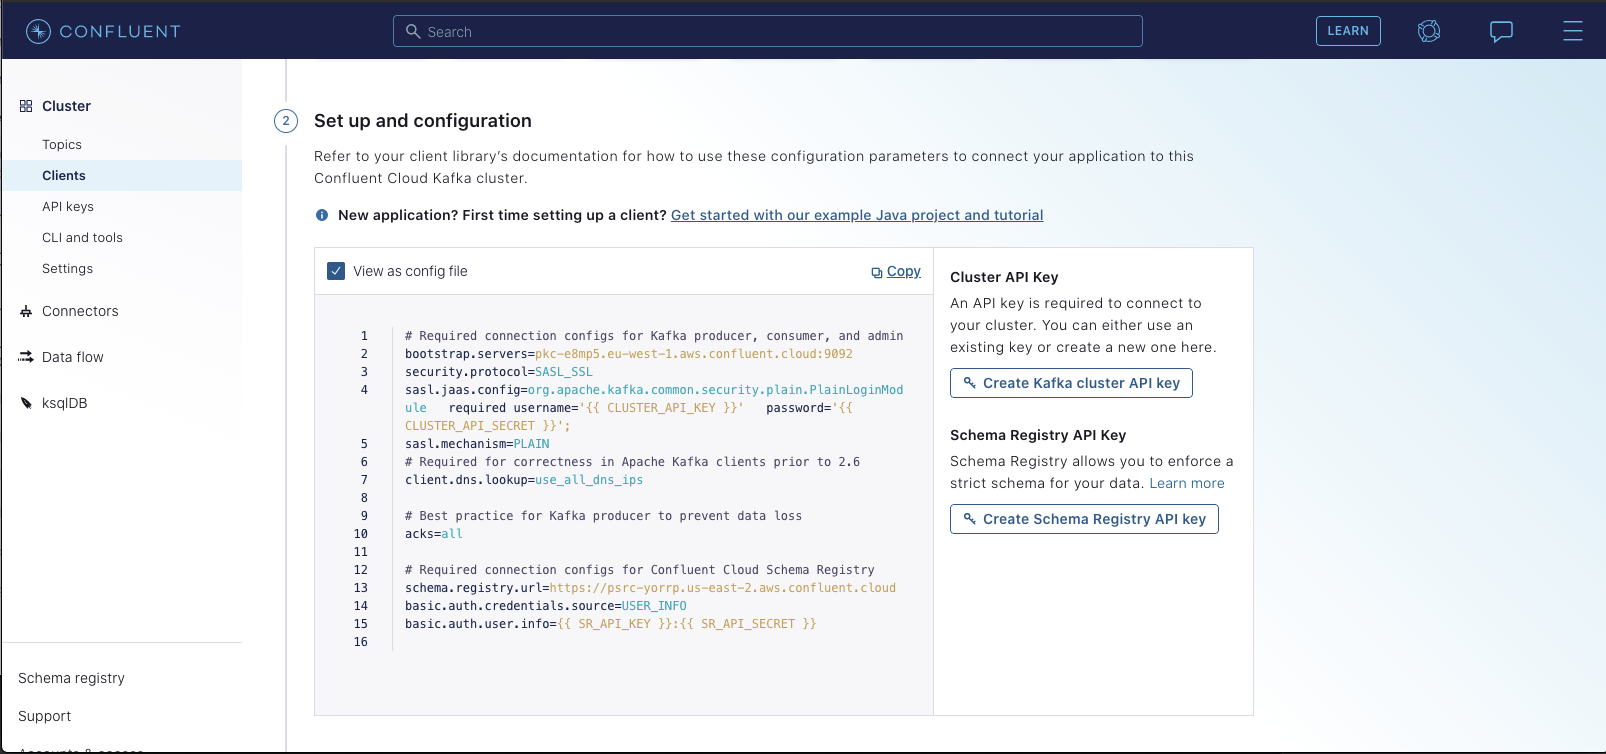 CONFLUENT
Search
LEARN
Cluster
Topics
Clients
API keys
CLI and tools
Settings
Connectors
Data flow
ksqlDB
Schema registry
Support
2
Set up and configuration
Refer to your client library's documentation for how to use these configuration parameters to connect your application to this
Confluent Cloud Kafka cluster.
New application? First time setting up a client? Get started with our example Java project and tutorial
View as config file
Copy
1 # Required connection configs for Kafka producer, consumer, and admin
2 bootstrap.servers=pkc-e8mp5.eu-west-1.aws.confluent.cloud:9092
3 security.protocol=SASL_SSL
4 sasl.jaas.config=org.apache.kafka.common.security.plain.PlainLoginMod
ule   required username='{{ CLUSTER_API_KEY }}'   password='{{
CLUSTER_API_SECRET }}';
5 sasl.mechanism=PLAIN
6 # Required for correctness in Apache Kafka clients prior to 2.6
7 client.dns.lookup=use_all_dns_ips
8
9 # Best practice for Kafka producer to prevent data loss
10 acks=all
11
12 # Required connection configs for Confluent Cloud Schema Registry
13 schema.registry.url=https://psrc-yorrp.us-east-2.aws.confluent.cloud
14 basic.auth.credentials.source=USER_INFO
15 basic.auth.user.info={{ SR_API_KEY }}:{{ SR_API_SECRET }}
16
Cluster API Key
An API key is required to connect to
your cluster. You can either use an
existing key or create a new one here.
Create Kafka cluster API key
Schema Registry API Key
Schema Registry allows you to enforce a
strict schema for your data. Learn more
Create Schema Registry API key